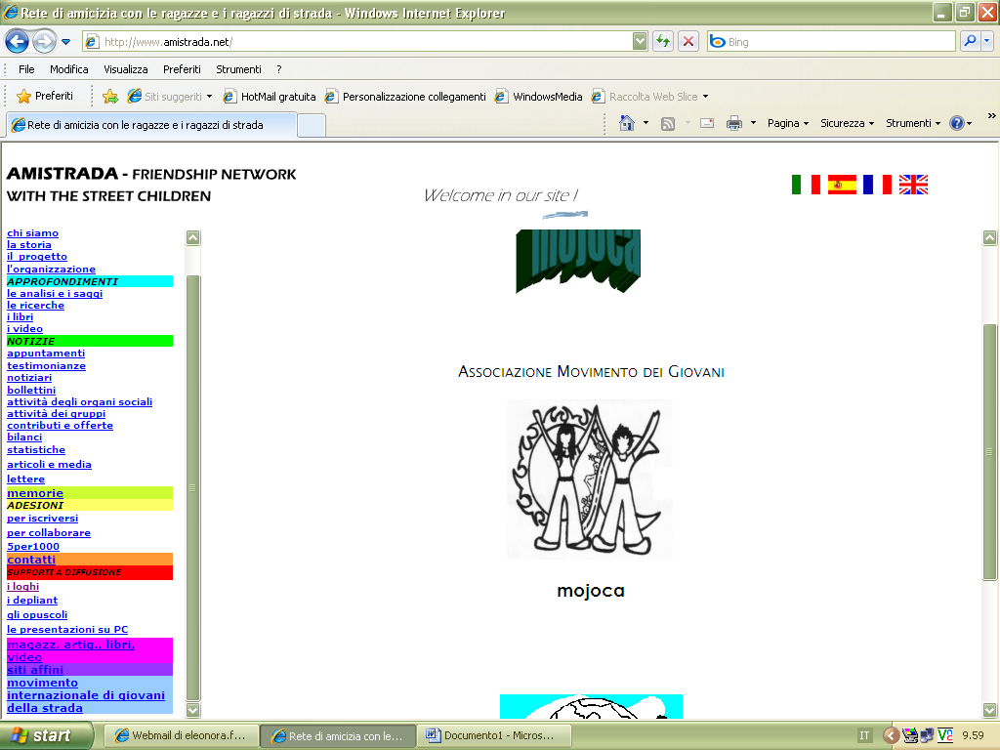 Rete di amicizia con le ragazze e i ragazzi di strada - Windows Internet Explorer
http://www.amistrada.net/
Bing
File Modifica Visualizza Preferiti Strumenti ?
Preferiti Siti suggeriti HotMail gratuita Personalizzazione collegamenti WindowsMedia Raccolta Web Slice
Rete di amicizia con le ragazze e i ragazzi di strada
Pagina Sicurezza Strumenti
AMISTRADA - FRIENDSHIP NETWORK
WITH THE STREET CHILDREN
Welcome in our site !
chi siamo
la storia
il progetto
l'organizzazione
APPROFONDIMENTI
le analisi e i saggi
le ricerche
i libri
i video
NOTIZIE
appuntamenti
testimonianze
notiziari
bollettini
attività degli organi sociali
attività dei gruppi
contributi e offerte
bilanci
statistiche
articoli e media
lettere
memorie
ADESIONI
per iscriversi
per collaborare
5per1000
contatti
SUPPORTI A DIFFUSIONE
i loghi
i depliant
gli opuscoli
le presentazioni su PC
magazz. artig., libri,
video
siti affini
movimento
internazionale di giovani
della strada
mojoca
Associazione Movimento dei Giovani
mojoca
start Webmail di eleonora.f... Rete di amicizia con le... Documento1 - Micros... IT 9.59